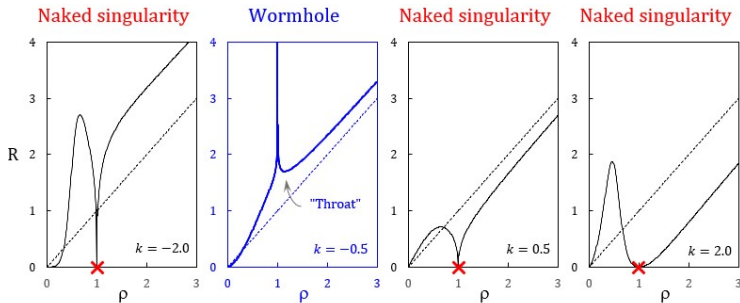 Naked singularity
Wormhole
Naked singularity
Naked singularity
4
3
2
1
0
R
0
1
2
3
ρ
k = −2.0
4
3
2
1
0
0
1
2
3
ρ
"Throat"
k = −0.5
4
3
2
1
0
0
1
2
3
ρ
k = 0.5
4
3
2
1
0
0
1
2
3
ρ
k = 2.0